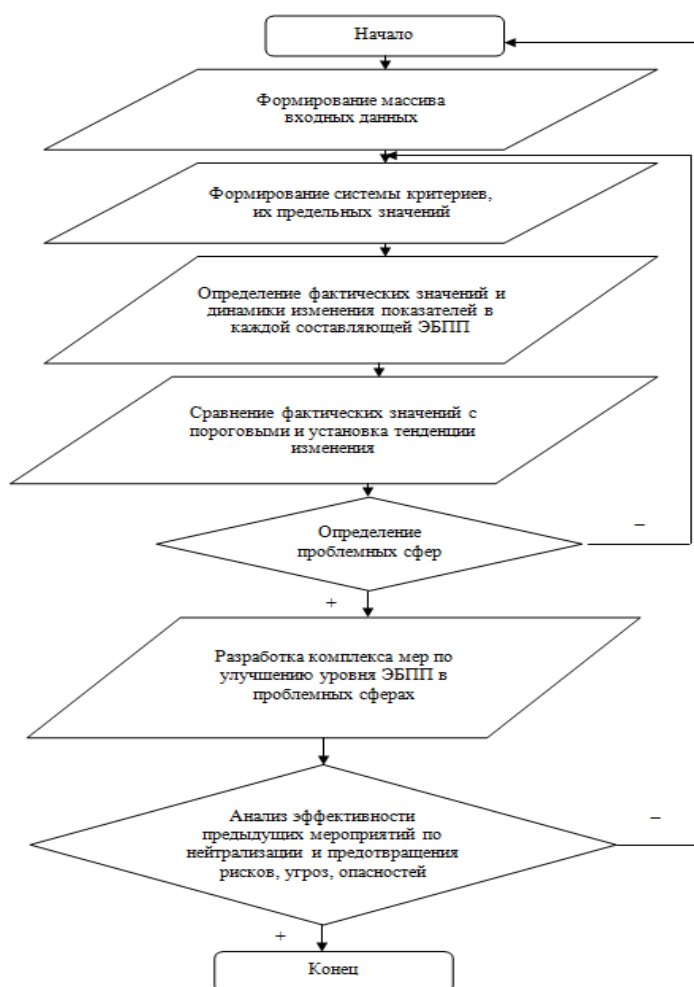 Начало
Формирование массива
входных данных
Формирование системы критериев,
их предельных значений
Определение фактических значений и
динамики изменения показателей в
каждой составляющей ЭБПП
Сравнение фактических значений с
пороговыми и установка тенденции
изменения
Определение
проблемных сфер
–
+
Разработка комплекса мер по
улучшению уровня ЭБПП в
проблемных сферах
Анализ эффективности
предыдущих мероприятий по
нейтрализации и предотвращения
рисков, угроз, опасностей
–
+
Конец